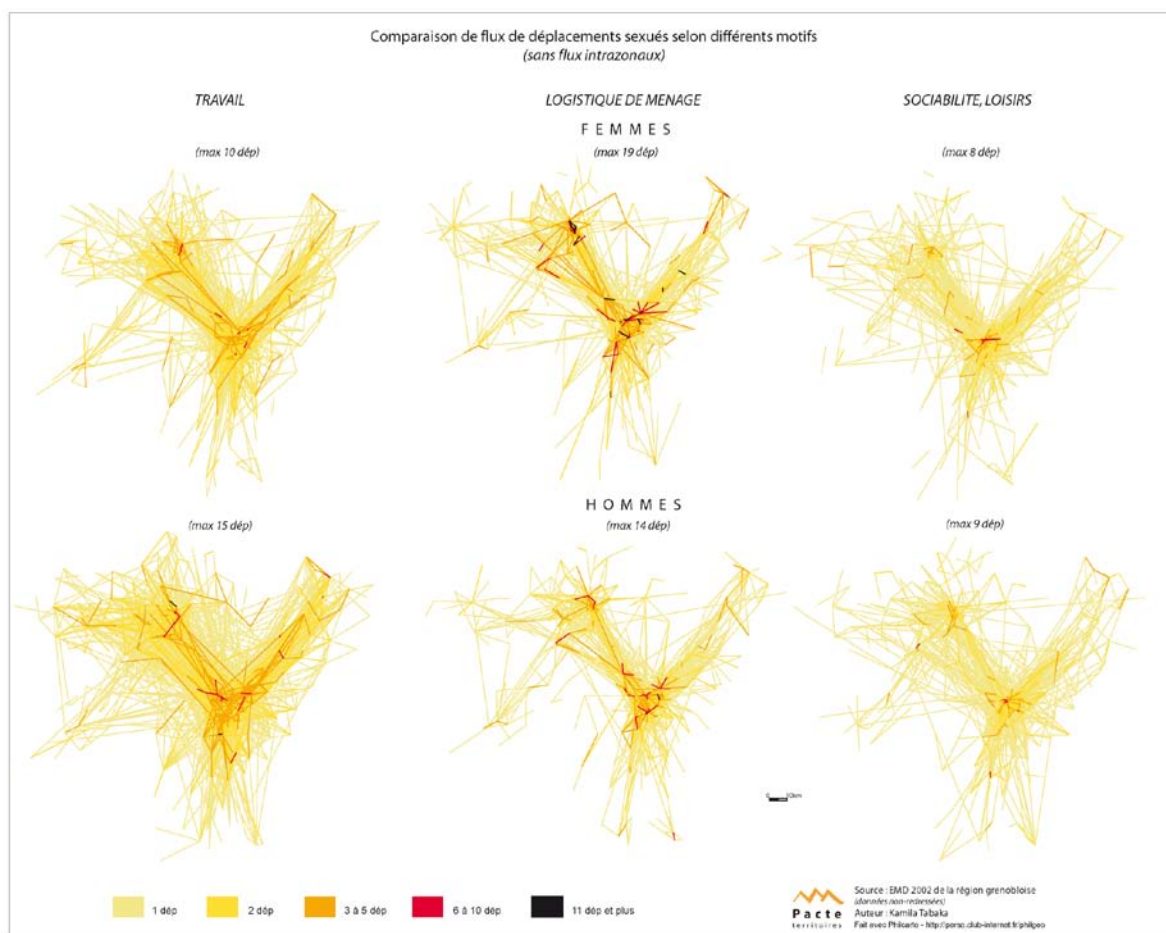 Comparaison de flux de déplacements sexués selon différents motifs
(sans flux intrazonaux)
TRAVAIL
LOGISTIQUE DE MENAGE
SOCIABILITE, LOISIRS
FEMMES
(max 10 dép)
(max 19 dép)
(max 8 dép)
HOMMES
(max 15 dép)
(max 14 dép)
(max 9 dép)
0 10km
1 dép
2 dép
3 à 5 dép
6 à 10 dép
11 dép et plus
Pacte
territoires
Source : EMD 2002 de la région grenobloise
(données non-redressées)
Auteur : Kamila Tabaka
Fait avec Philcarto - http://perso.club-internet.fr/philgeo